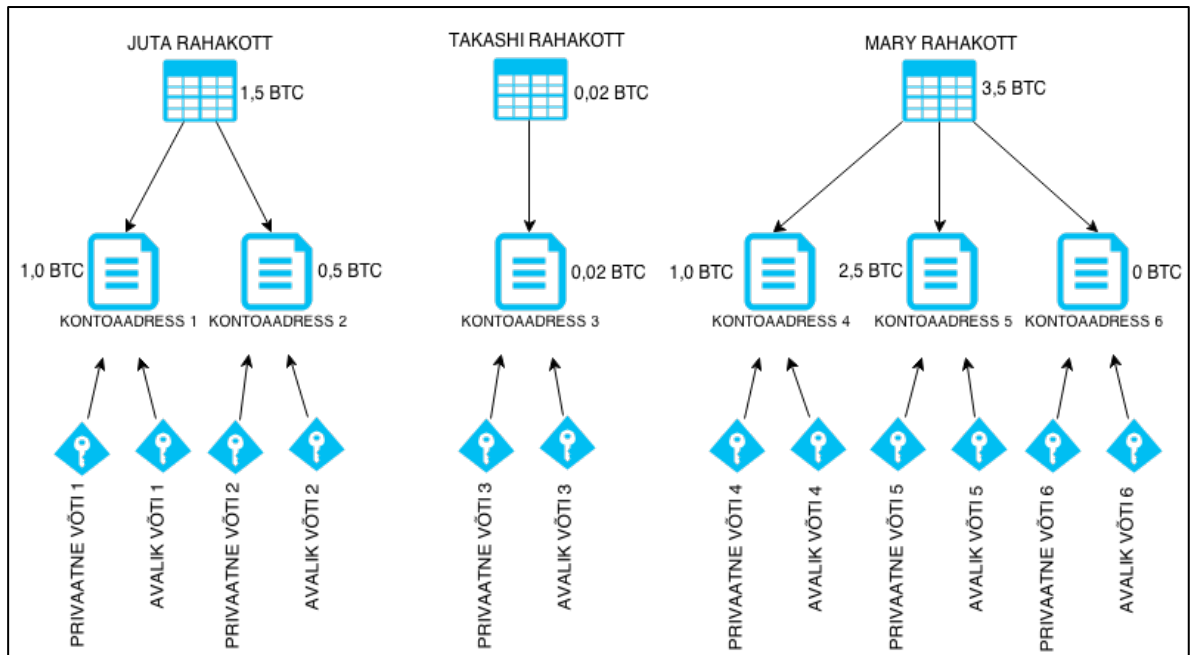 JUTA RAHAKOTT
1,5 BTC
TAKASHI RAHAKOTT
0,02 BTC
MARY RAHAKOTT
3,5 BTC
1,0 BTC
KONTOAADRESS 1
0,5 BTC
KONTOAADRESS 2
0,02 BTC
KONTOAADRESS 3
1,0 BTC
KONTOAADRESS 4
2,5 BTC
KONTOAADRESS 5
0 BTC
KONTOAADRESS 6
PRIVAATNE VÕTI 1
AVALIK VÕTI 1
PRIVAATNE VÕTI 2
AVALIK VÕTI 2
PRIVAATNE VÕTI 3
AVALIK VÕTI 3
PRIVAATNE VÕTI 4
AVALIK VÕTI 4
PRIVAATNE VÕTI 5
AVALIK VÕTI 5
PRIVAATNE VÕTI 6
AVALIK VÕTI 6